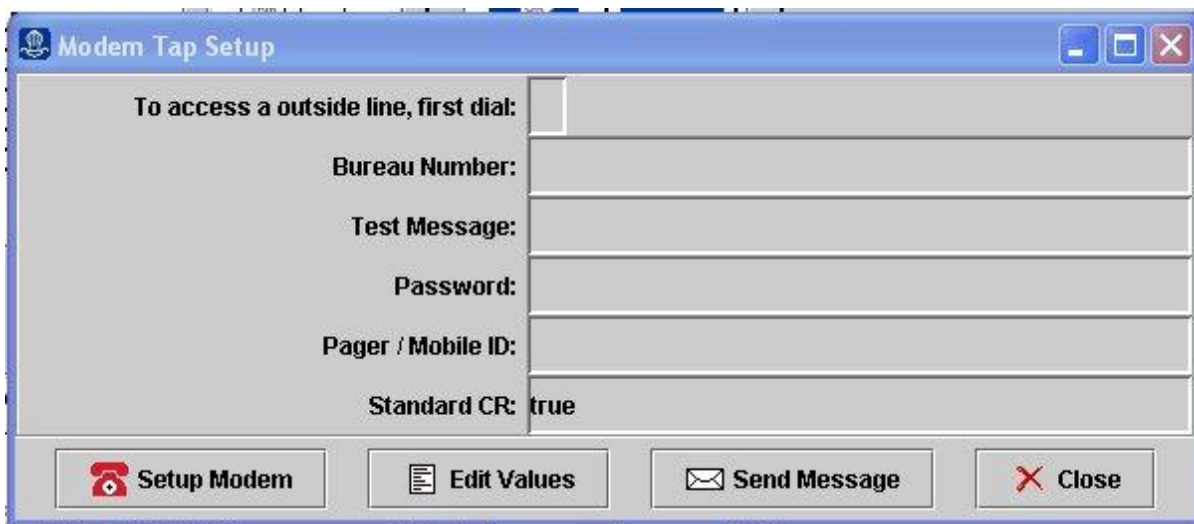 Modem Tap Setup
To access a outside line, first dial:
Bureau Number:
Test Message:
Password:
Pager / Mobile ID:
Standard CR: true
Setup Modem Edit Values Send Message Close